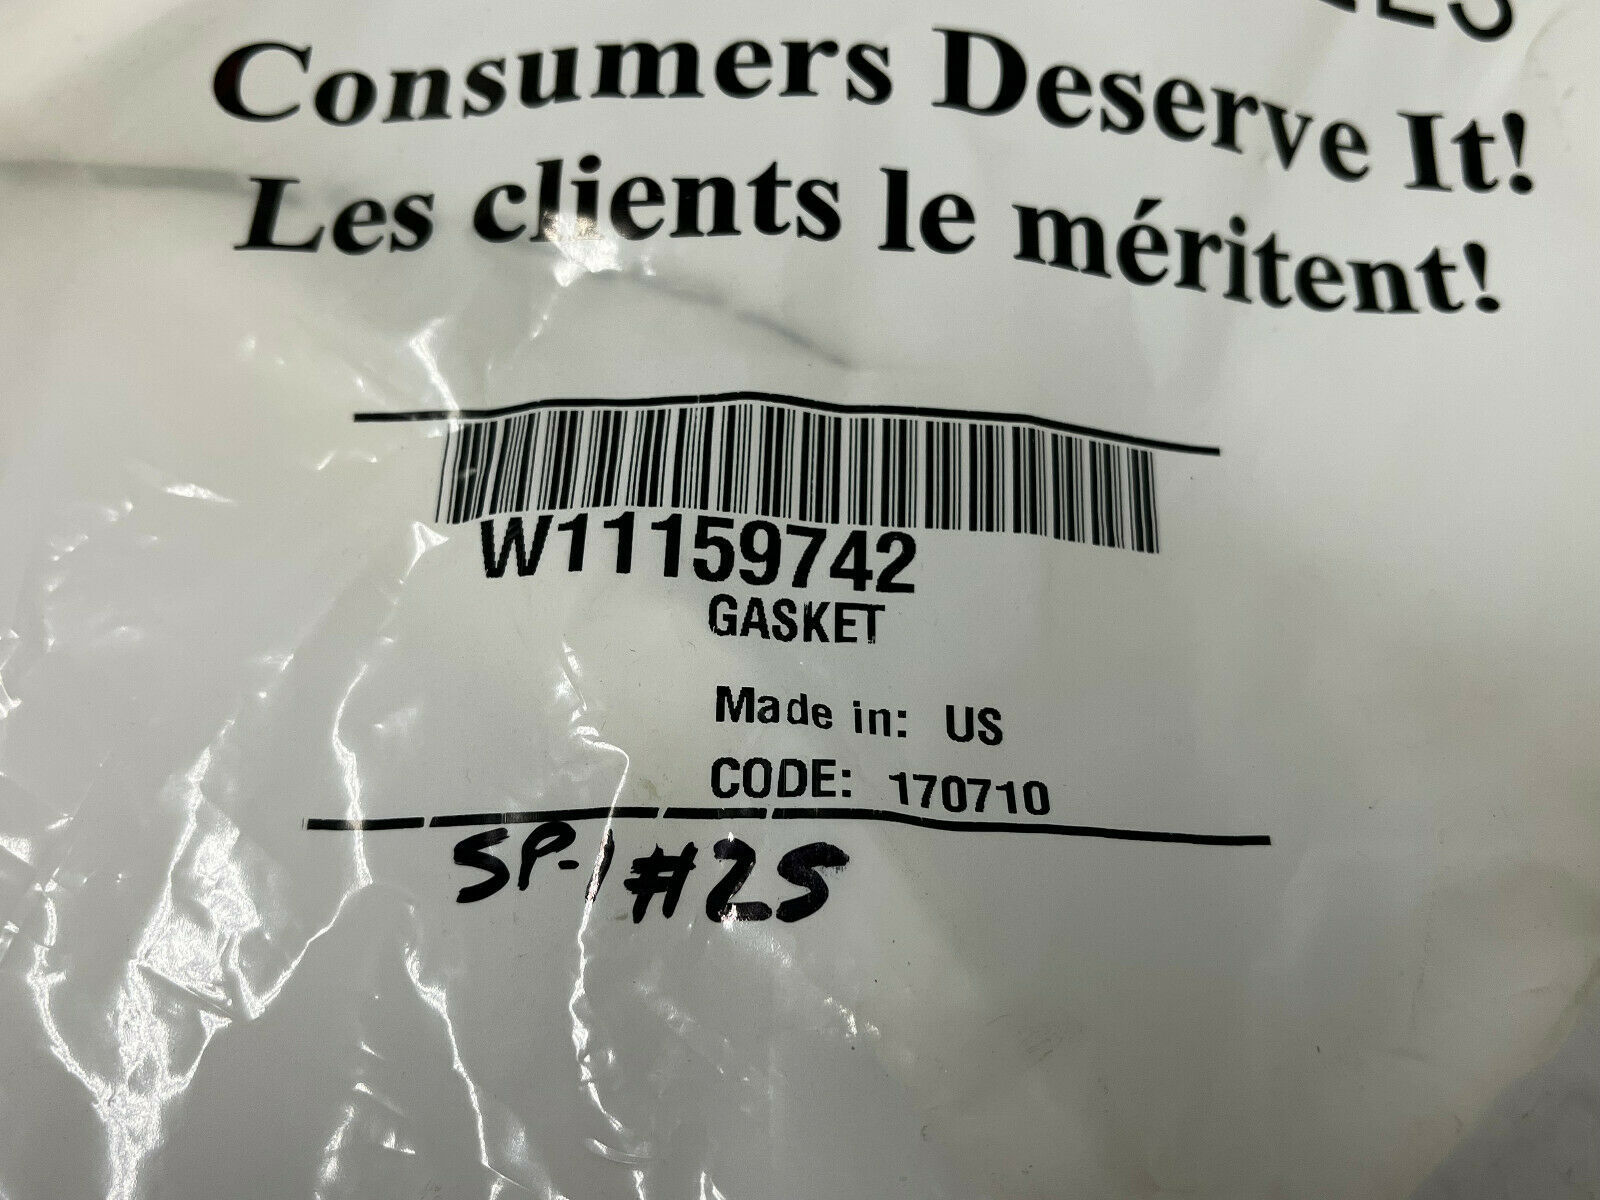 Consumers Deserve It!
Les clients le méritent!
W11159742
GASKET
Made in: US
CODE: 170710
SP-1 #25